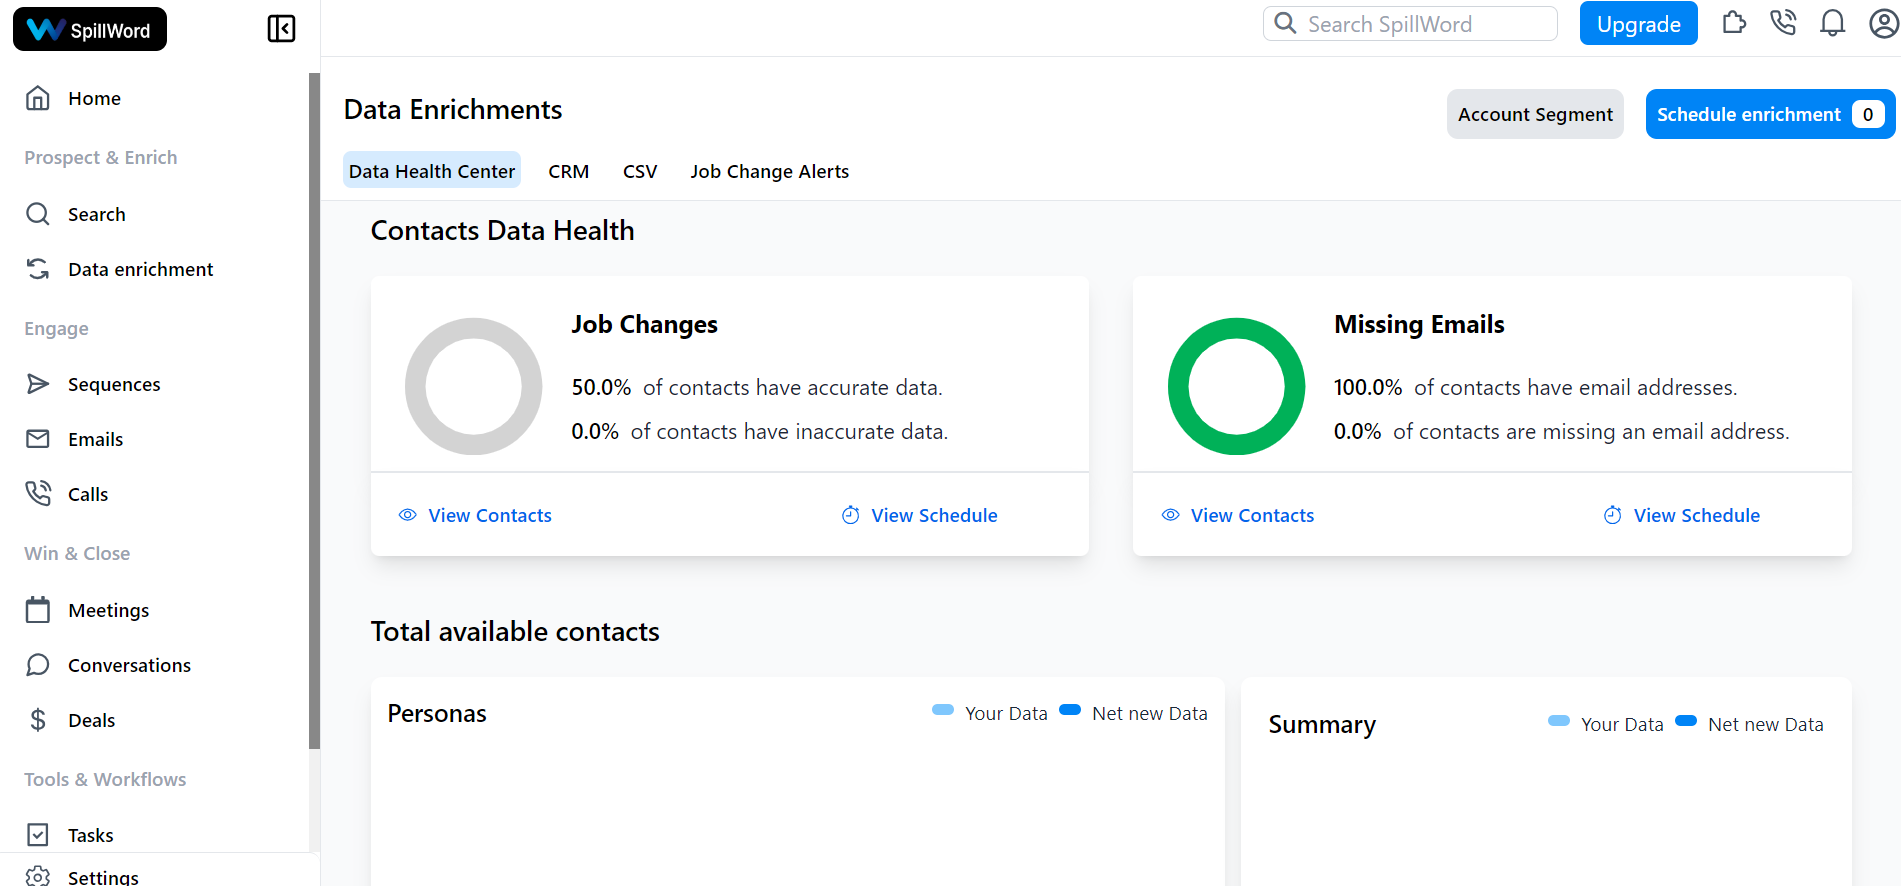 SpillWord
Search SpillWord
Upgrade
Home
Prospect & Enrich
Search
Data enrichment
Engage
Sequences
Emails
Calls
Win & Close
Meetings
Conversations
Deals
Tools & Workflows
Tasks
Settings
Data Enrichments
Account Segment
Schedule enrichment 0
Data Health Center CRM CSV Job Change Alerts
Contacts Data Health
Job Changes
50.0% of contacts have accurate data.
0.0% of contacts have inaccurate data.
View Contacts View Schedule
Missing Emails
100.0% of contacts have email addresses.
0.0% of contacts are missing an email address.
View Contacts View Schedule
Total available contacts
Personas
Your Data Net new Data
Summary
Your Data Net new Data